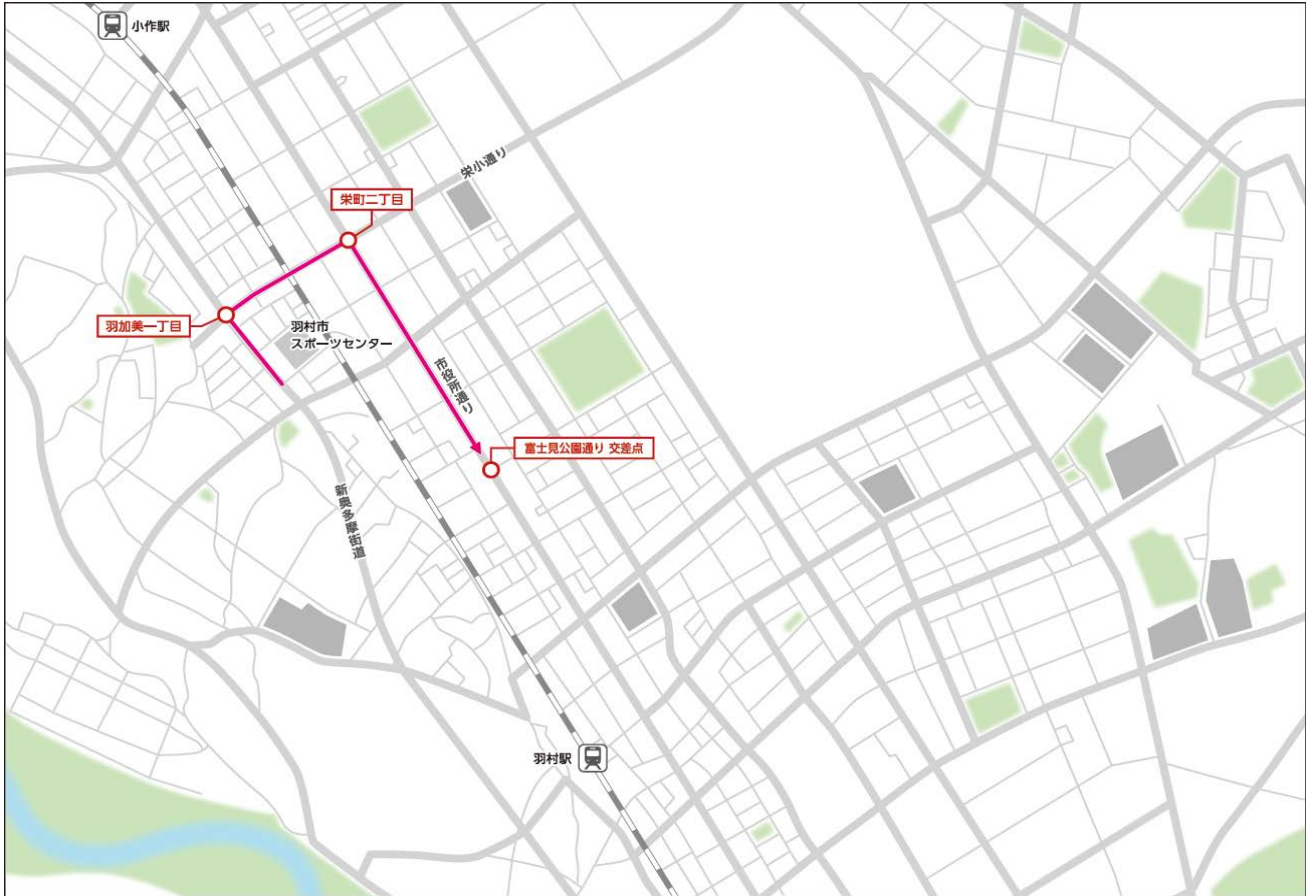 小作駅
栄小通り
栄町二丁目
羽加美一丁目
羽村市
スポーツセンター
市役所通り
富士見公園通り 交差点
新奥多摩街道
羽村駅